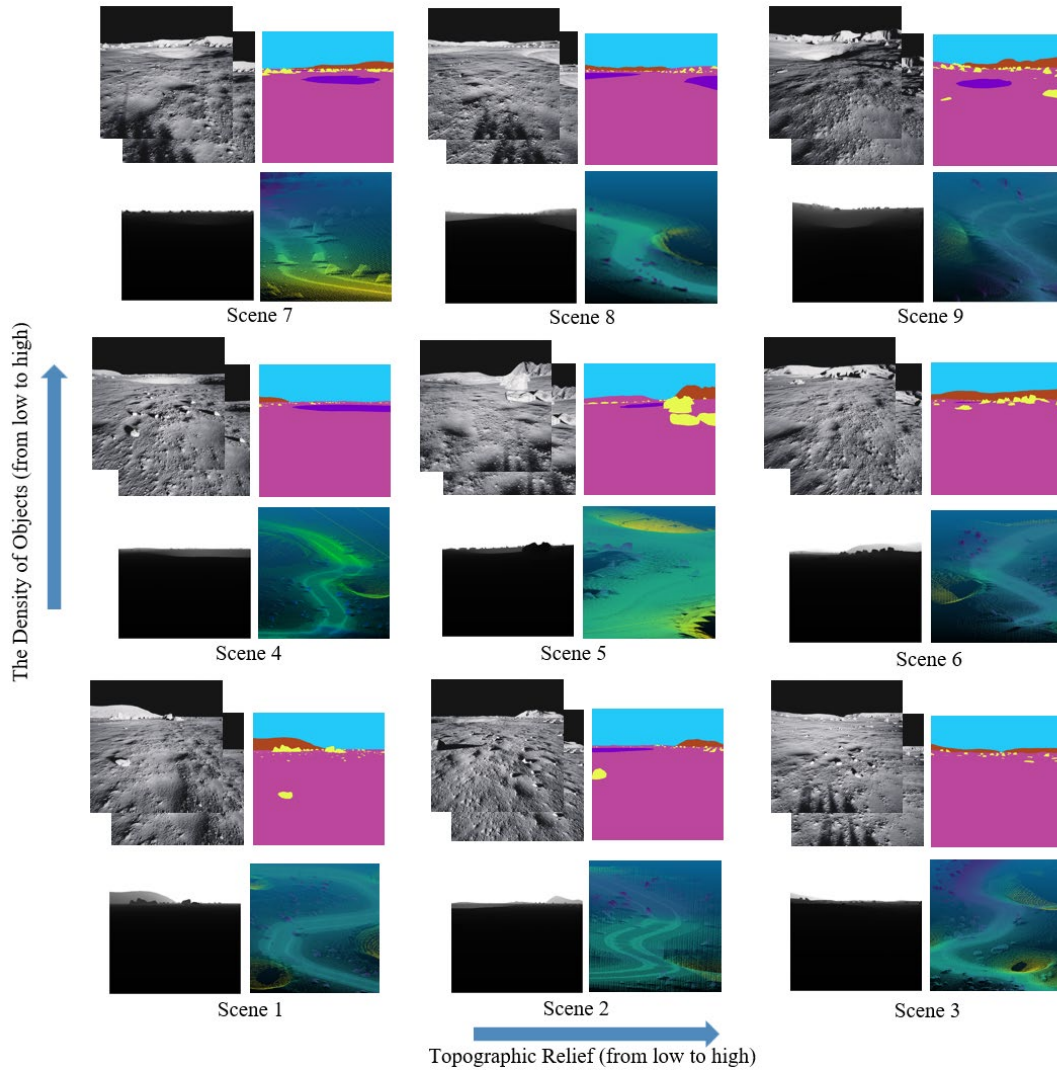 Scene 7
Scene 8
Scene 9
The Density of Objects (from low to high)
Scene 4
Scene 5
Scene 6
Scene 1
Scene 2
Scene 3
Topographic Relief (from low to high)